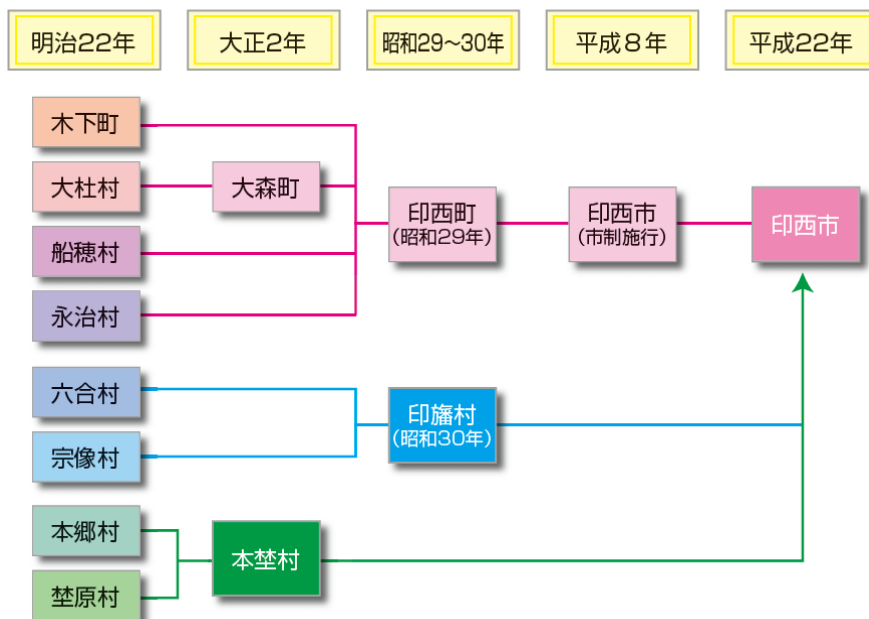 明治22年
大正2年
昭和29～30年
平成8年
平成22年
木下町
大杜村
大森町
船穂村
永治村
印西町
(昭和29年)
印西市
(市制施行)
印西市
六合村
宗像村
印旛村
(昭和30年)
本郷村
埜原村
本埜村